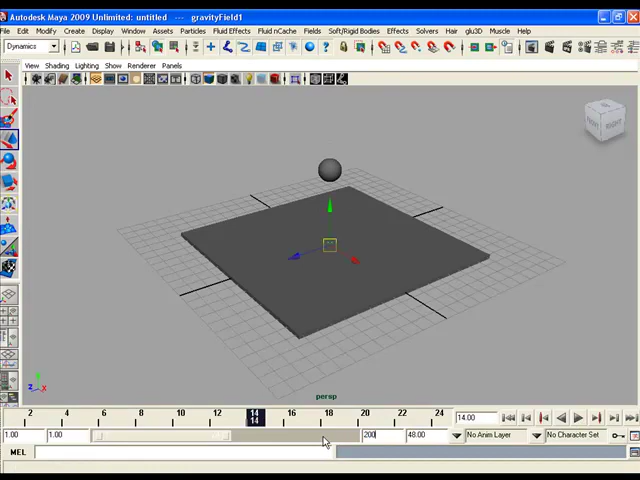 Autodesk Maya 2009 Unlimited: untitled --- gravityField1
File Edit Modify Create Display Window Assets Particles Fluid Effects Fluid nCache Fields Soft/Rigid Bodies Effects Solvers Hair glu3D Muscle Help
Dynamics
View Shading Lighting Show Renderer Panels
FRONT RIGHT
persp
2 4 6 8 10 12 14 16 18 20 22 24
14
14.00
1.00 1.00 200 48.00 No Anim Layer No Character Set
MEL
z x